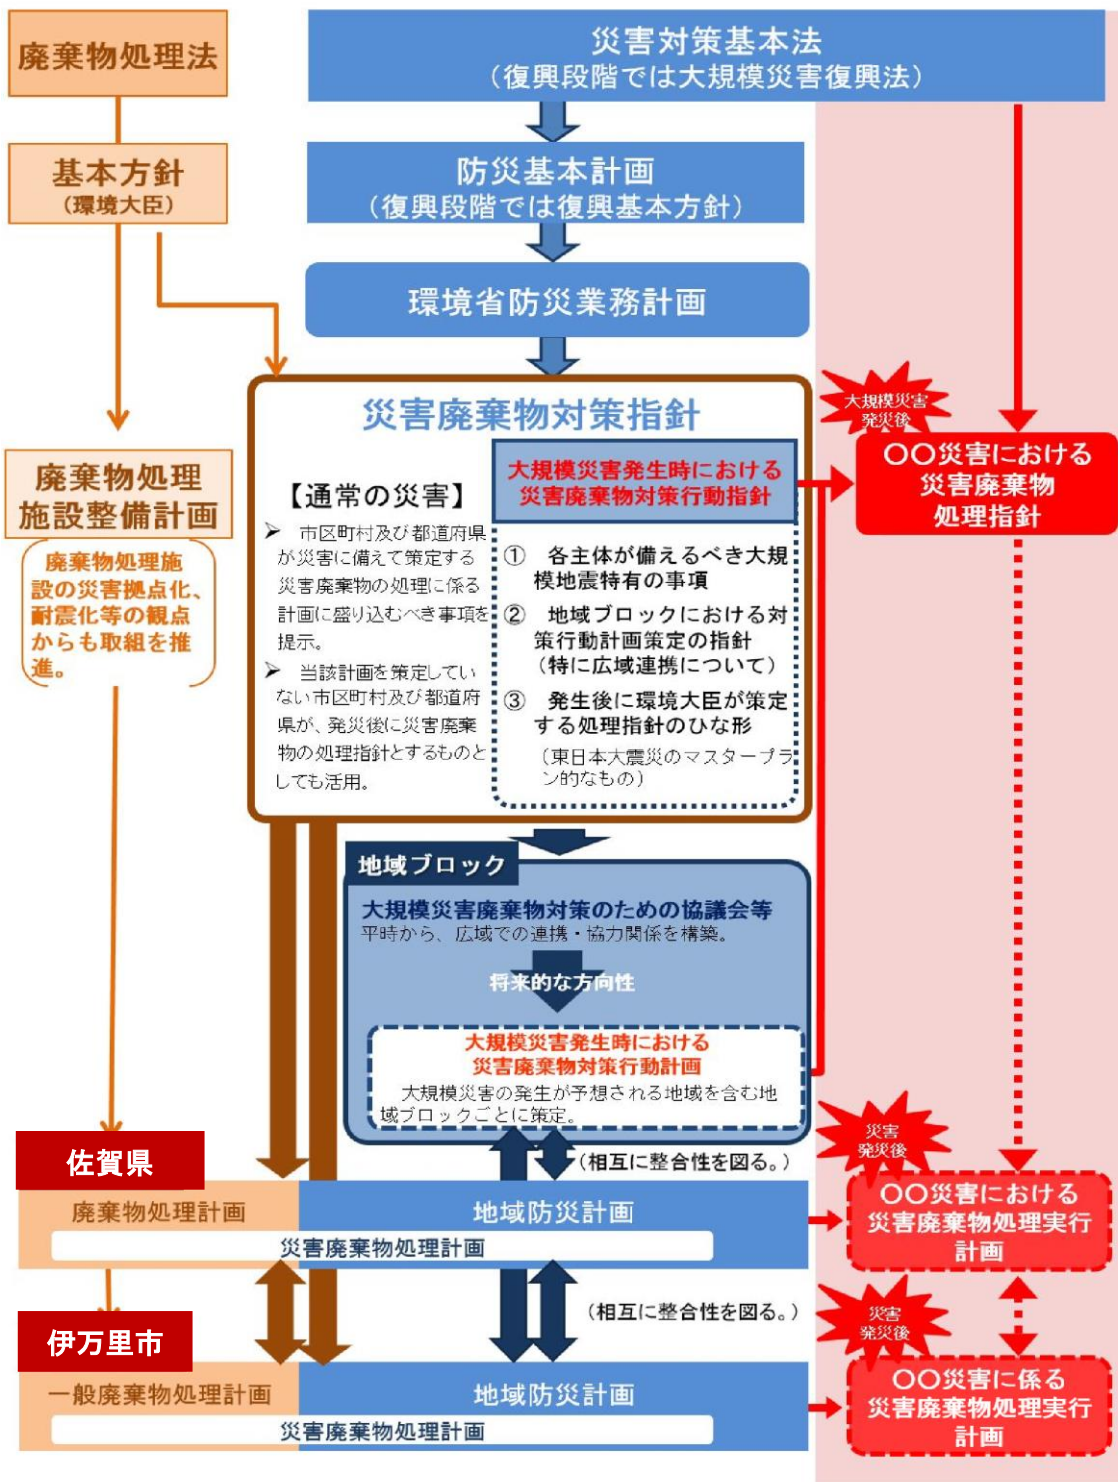 廃棄物処理法
災害対策基本法
(復興段階では大規模災害復興法)
基本方針
(環境大臣)
防災基本計画
(復興段階では復興基本方針)
環境省防災業務計画
災害廃棄物対策指針
【通常の災害】
➢ 市区町村及び都道府県
が災害に備えて策定する
災害廃棄物の処理に係る
計画に盛り込むべき事項を
提示。
➢ 当該計画を策定してい
ない市区町村及び都道府
県が、発災後に災害廃棄
物の処理指針とするものと
しても活用。
大規模災害発生時における
災害廃棄物対策行動指針
① 各主体が備えるべき大規
模地震特有の事項
② 地域ブロックにおける対
策行動計画策定の指針
(特に広域連携について)
③ 発生後に環境大臣が策定
する処理指針のひな形
(東日本大震災のマスタープラ
ン的なもの)
大規模災害
発災後
〇〇災害における
災害廃棄物
処理指針
廃棄物処理
施設整備計画
廃棄物処理施
設の災害拠点化、
耐震化等の観点
からも取組を推
進。
地域ブロック
大規模災害廃棄物対策のための協議会等
平時から、広域での連携・協力関係を構築。
将来的な方向性
大規模災害発生時における
災害廃棄物対策行動計画
大規模災害の発生が予想される地域を含む地
域ブロックごとに策定。
佐賀県
(相互に整合性を図る。)
災害
発災後
廃棄物処理計画
地域防災計画
災害廃棄物処理計画
〇〇災害における
災害廃棄物処理実行
計画
伊万里市
(相互に整合性を図る。)
災害
発災後
一般廃棄物処理計画
地域防災計画
災害廃棄物処理計画
〇〇災害に係る
災害廃棄物処理実行
計画